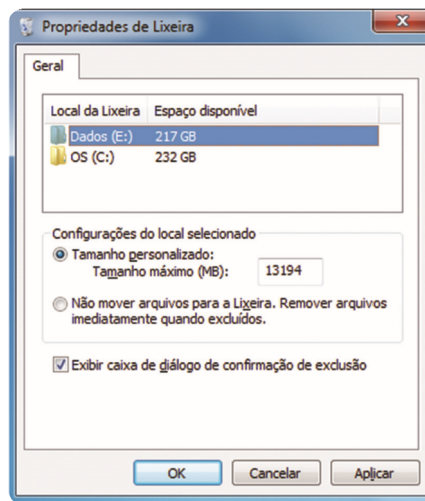 Propriedades de Lixeira
Geral
Local da Lixeira Espaço disponível
Dados (E:) 217 GB
OS (C:) 232 GB
Configurações do local selecionado
Tamanho personalizado:
Tamanho máximo (MB): 13194
Não mover arquivos para a Lixeira. Remover arquivos
imediatamente quando excluídos.
Exibir caixa de diálogo de confirmação de exclusão
OK Cancelar Aplicar